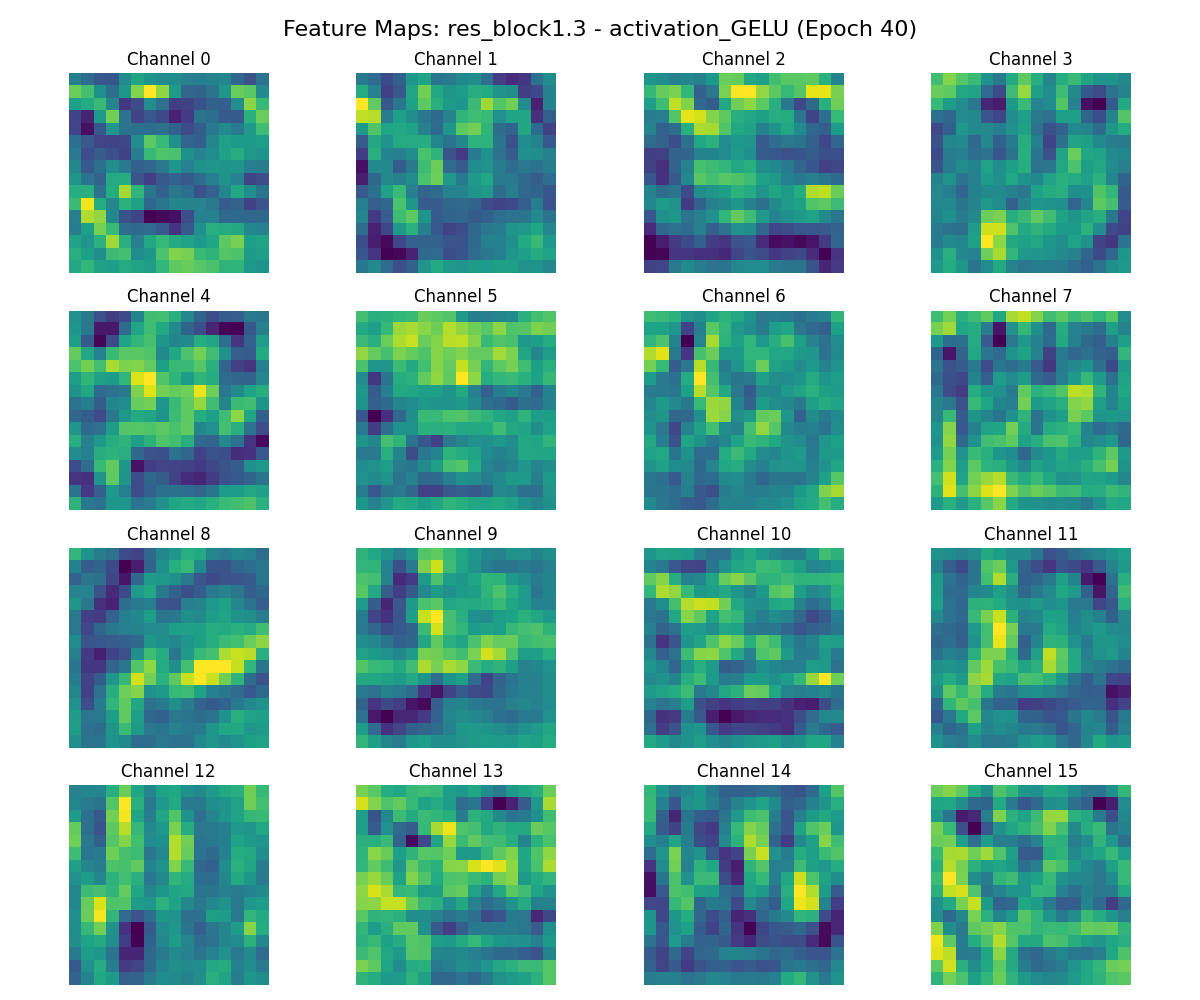 Feature Maps: res_block1.3 - activation_GELU (Epoch 40)
Channel 0
Channel 1
Channel 2
Channel 3
Channel 4
Channel 5
Channel 6
Channel 7
Channel 8
Channel 9
Channel 10
Channel 11
Channel 12
Channel 13
Channel 14
Channel 15